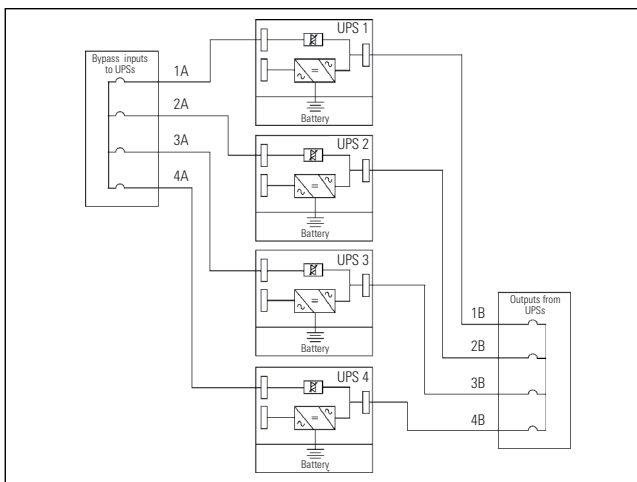 UPS 1
Bypass inputs
to UPSs
1A
2A
3A
4A
=
Battery
UPS 2
=
Battery
UPS 3
=
Battery
UPS 4
=
Battery
Outputs from
UPSs
1B
2B
3B
4B